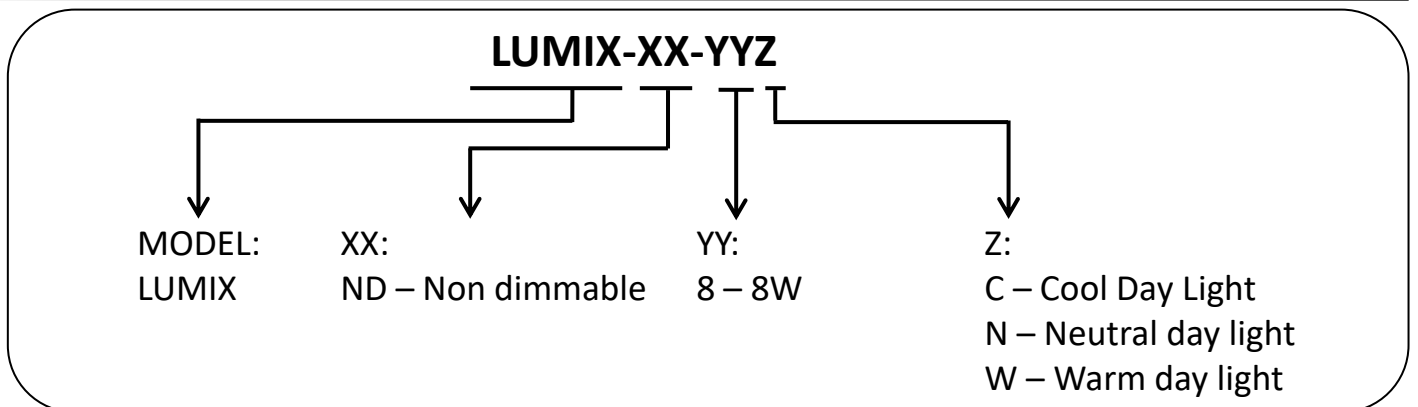 LUMIX-XX-YYZ
MODEL:
LUMIX
XX:
ND – Non dimmable
YY:
8 – 8W
Z:
C – Cool Day Light
N – Neutral day light
W – Warm day light